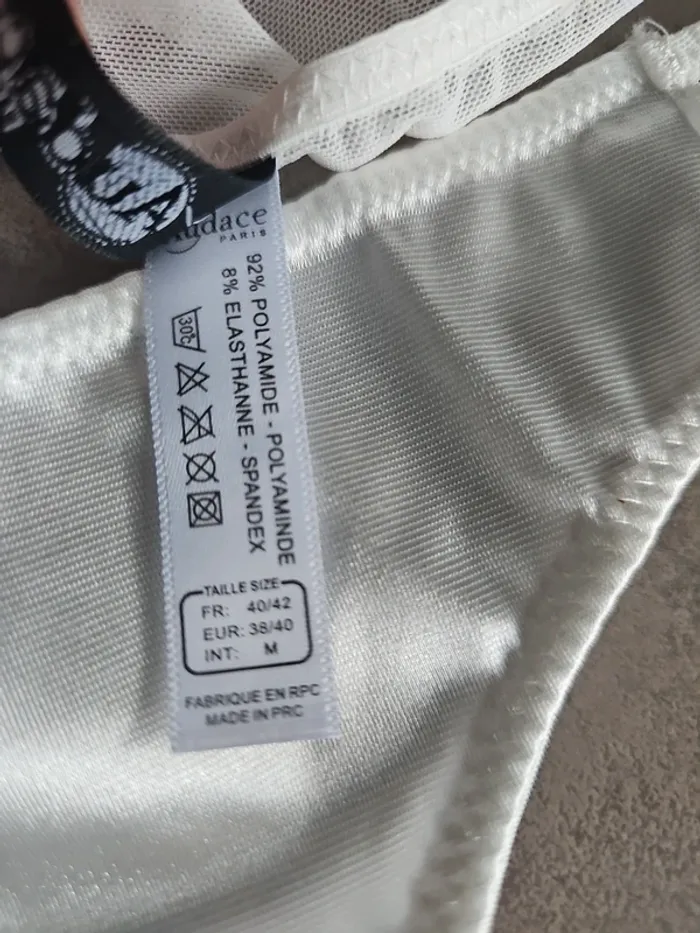 Audace
PARIS
92% POLYAMIDE - POLYAMINDE
8% ELASTHANNE - SPANDEX
30°
TAILLE SIZE
FR: 40/42
EUR: 38/40
INT: M
FABRIQUE EN RPC
MADE IN PRC